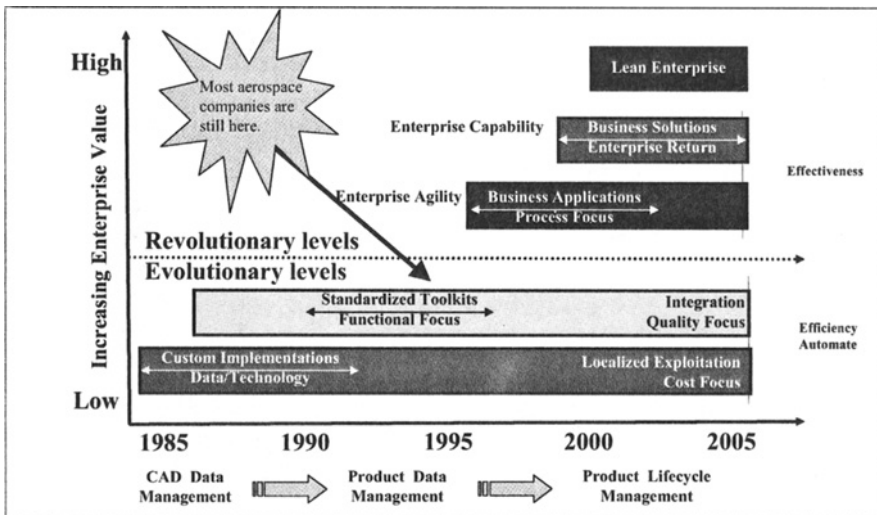 High
Most aerospace
companies are
still here.
Lean Enterprise
Enterprise Capability
Business Solutions
Enterprise Return
Effectiveness
Enterprise Agility
Business Applications
Process Focus
Increasing Enterprise Value
Revolutionary levels
Evolutionary levels
Standardized Toolkits
Functional Focus
Integration
Quality Focus
Efficiency
Automate
Custom Implementations
Data/Technology
Localized Exploitation
Cost Focus
Low
1985 1990 1995 2000 2005
CAD Data
Management
Product Data
Management
Product Lifecycle
Management